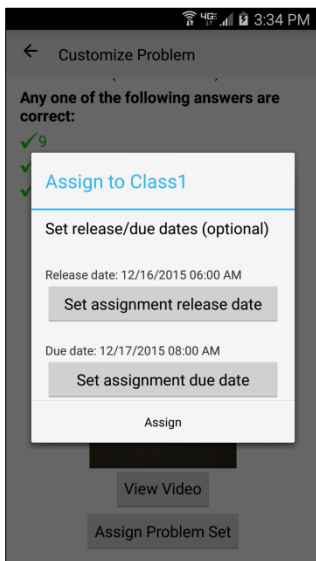 4G 3:34 PM
Customize Problem
Any one of the following answers are
correct:
9
Assign to Class1
Set release/due dates (optional)
Release date: 12/16/2015 06:00 AM
Set assignment release date
Due date: 12/17/2015 08:00 AM
Set assignment due date
Assign
View Video
Assign Problem Set